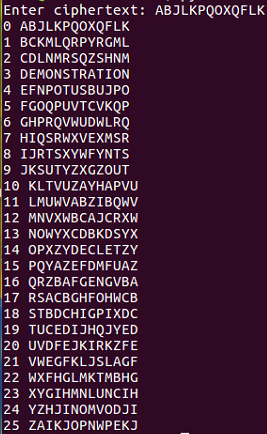 Enter ciphertext: ABJLKPQOXQFLK
0 ABJLKPQOXQFLK
1 BCKMLQRPYRGML
2 CDLNMRSQZSHNM
3 DEMONSTRATION
4 EFNPOTUSBUJPO
5 FGOQPUVTCVKQP
6 GHPRQVWUDWLRQ
7 HIQSRWXVEXMSR
8 IJRTSXYWFYNTS
9 JKSUTYZXGZOUT
10 KLTVUZAYHAPVU
11 LMUWVABZIBQWV
12 MNVXWBCAJCRXW
13 NOWYXCDBKDSYX
14 OPXZYDECLETZY
15 PQYAZEFDMFUAZ
16 QRZBAFGENGVBA
17 RSACBGHFOHWCB
18 STBDCHIGPIXDC
19 TUCEDIJHQJYED
20 UVDFEJKIRKZFE
21 VWEGFKLJSLAGF
22 WXFHGLMKTMBHG
23 XYGIHMNLUNCIH
24 YZHJINOMVODJI
25 ZAIKJOPNWPEKJ